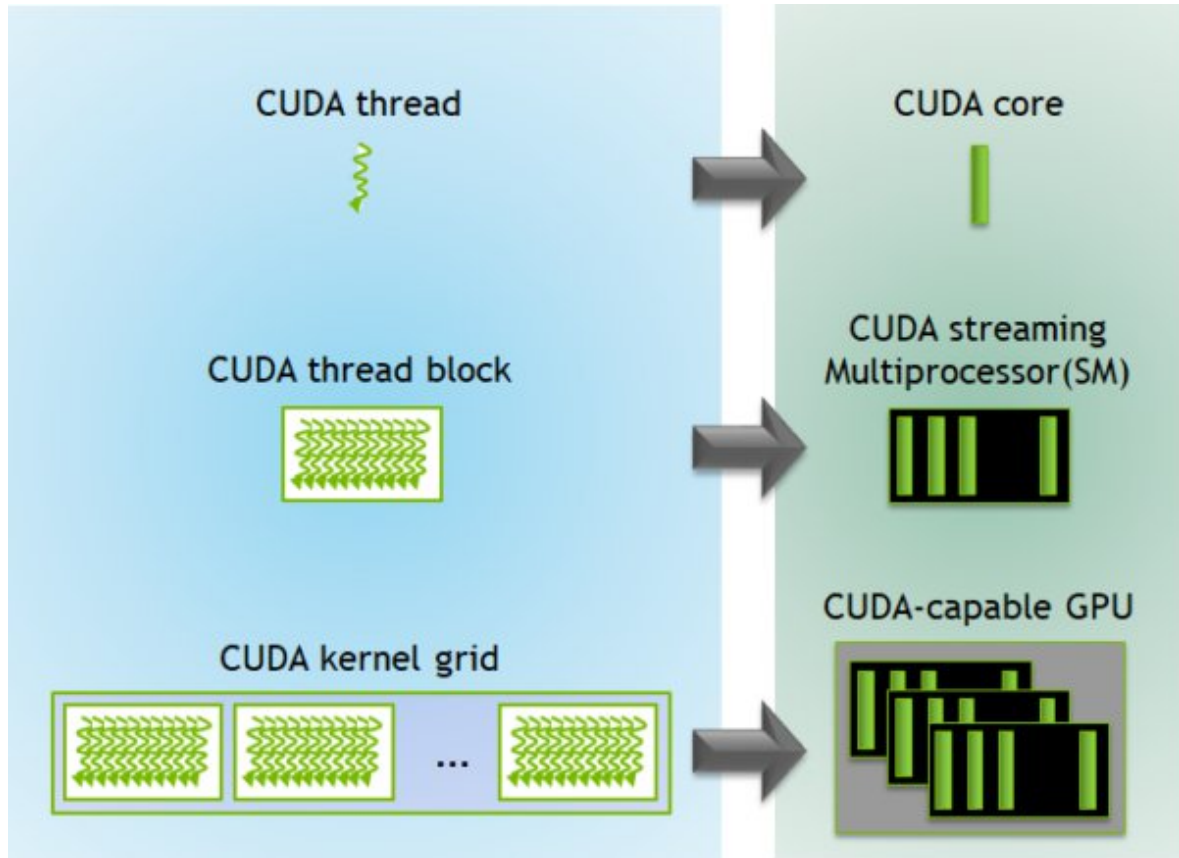 CUDA thread
CUDA core
CUDA thread block
CUDA streaming
Multiprocessor(SM)
CUDA kernel grid
...
CUDA-capable GPU